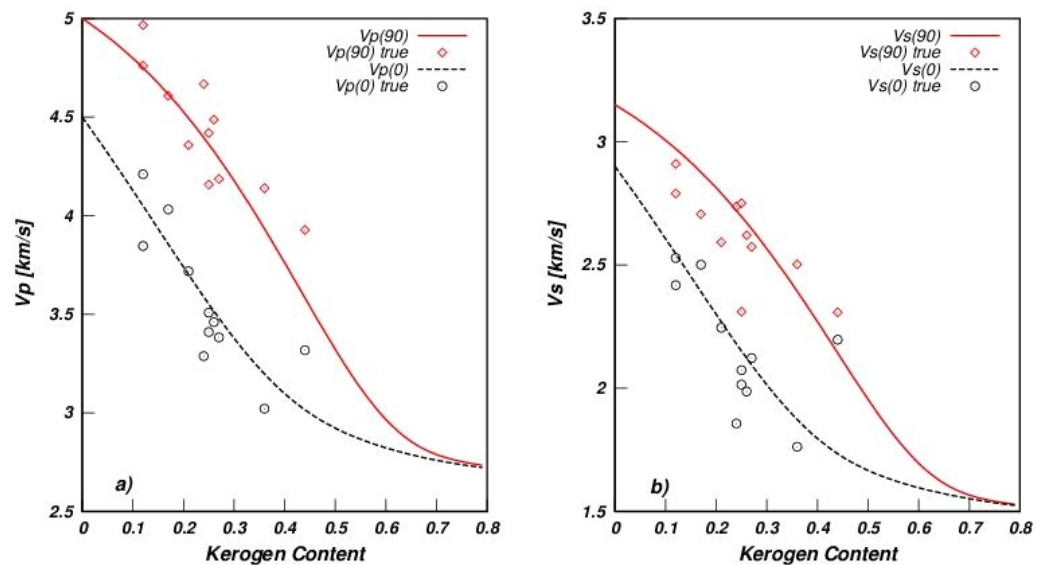 Vp(90)
Vp(90) true
Vp(0)
Vp(0) true
5
4.5
4
3.5
3
2.5
Vp [km/s]
a)
0 0.1 0.2 0.3 0.4 0.5 0.6 0.7 0.8
Kerogen Content
Vs(90)
Vs(90) true
Vs(0)
Vs(0) true
3.5
3
2.5
2
1.5
Vs [km/s]
b)
0 0.1 0.2 0.3 0.4 0.5 0.6 0.7 0.8
Kerogen Content